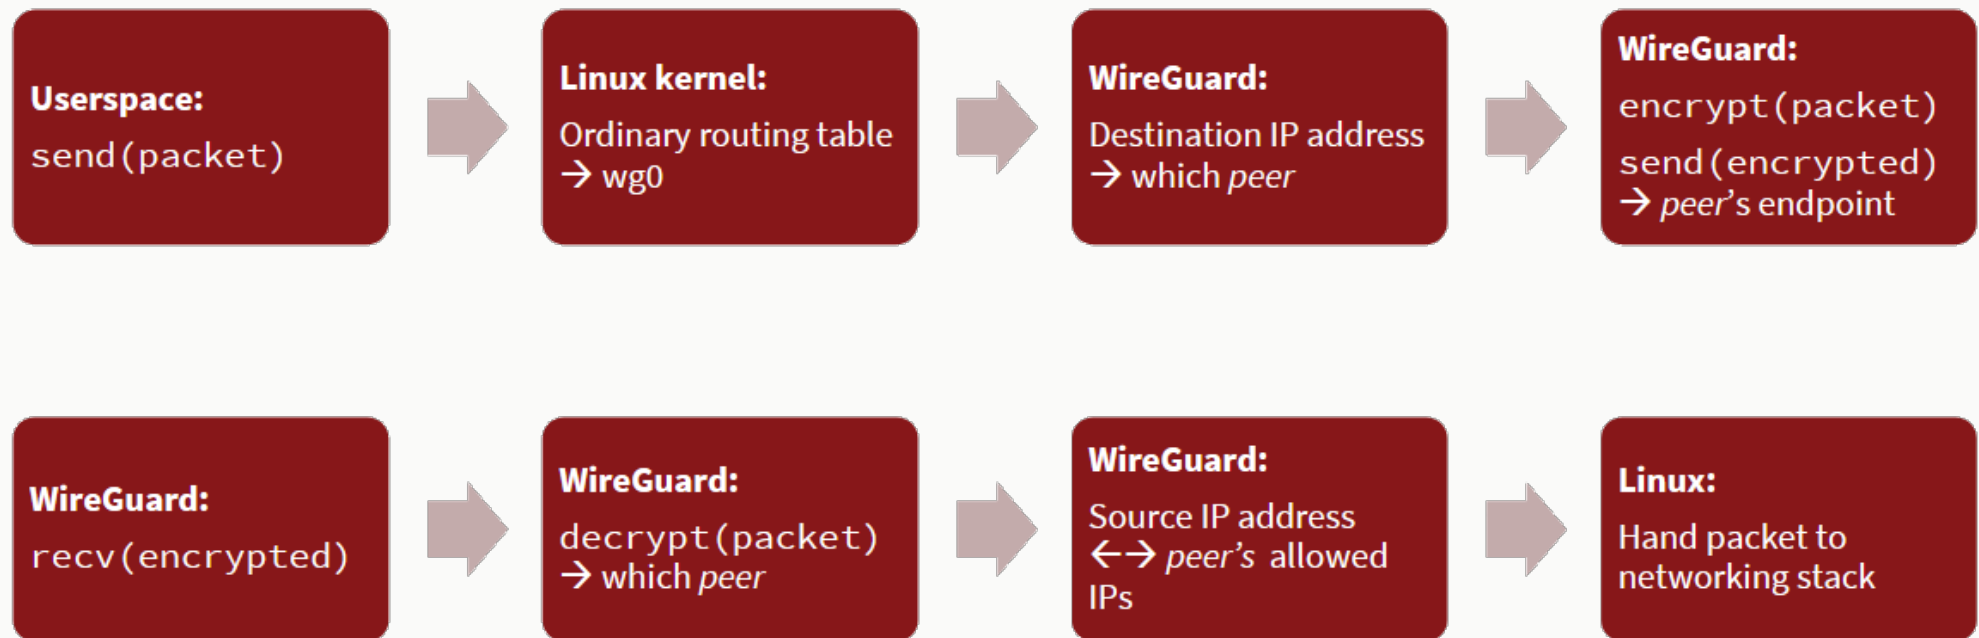 Userspace:
send(packet)
Linux kernel:
Ordinary routing table
→ wg0
WireGuard:
Destination IP address
→ which peer
WireGuard:
encrypt(packet)
send(encrypted)
→ peer’s endpoint
WireGuard:
recv(encrypted)
WireGuard:
decrypt(packet)
→ which peer
WireGuard:
Source IP address
←→ peer’s allowed
IPs
Linux:
Hand packet to
networking stack